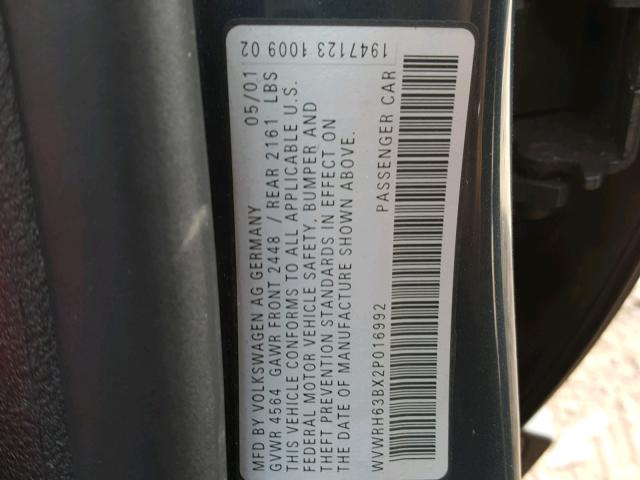 MFD BY VOLKSWAGEN AG GERMANY 05/01
GVWR 4564 GAWR FRONT 2448 / REAR 2161 LBS
THIS VEHICLE CONFORMS TO ALL APPLICABLE U.S.
FEDERAL MOTOR VEHICLE SAFETY, BUMPER AND
THEFT PREVENTION STANDARDS IN EFFECT ON
THE DATE OF MANUFACTURE SHOWN ABOVE.
WVWRH63BX2P016992 PASSENGER CAR
1947123 1009 02